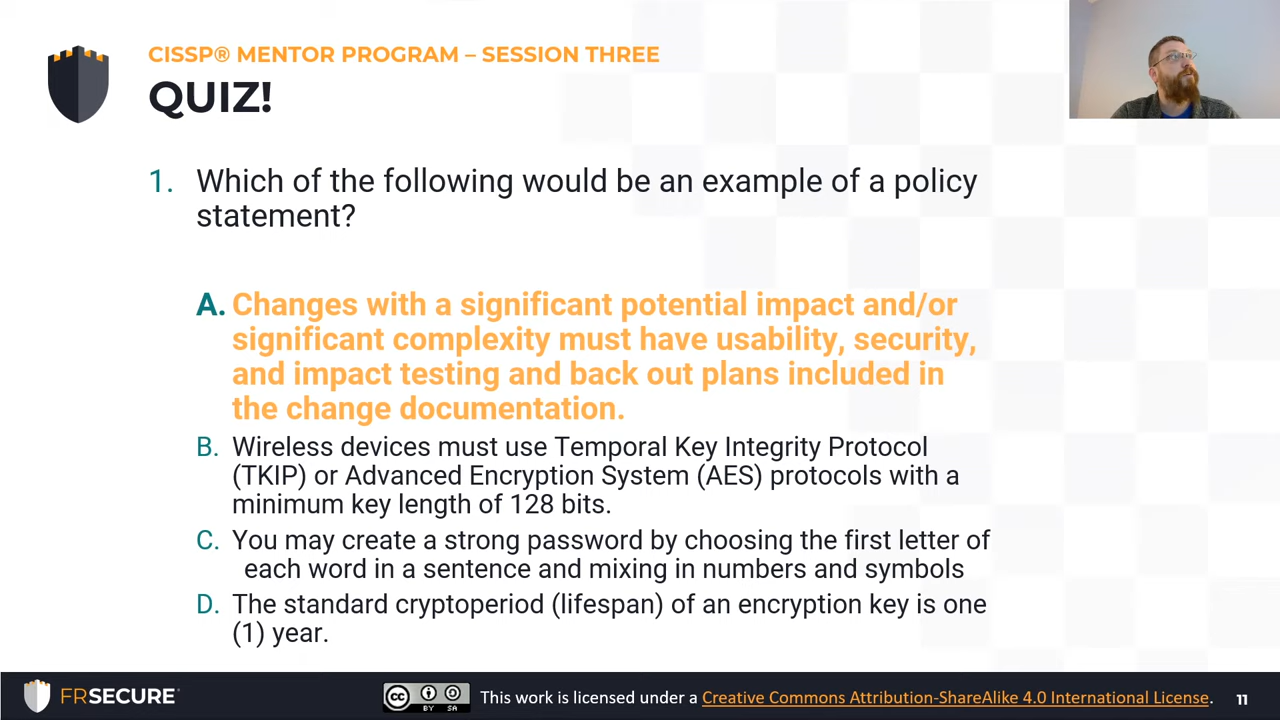 CISSP® MENTOR PROGRAM – SESSION THREE
QUIZ!
1. Which of the following would be an example of a policy
statement?
A. Changes with a significant potential impact and/or
significant complexity must have usability, security,
and impact testing and back out plans included in
the change documentation.
B. Wireless devices must use Temporal Key Integrity Protocol
(TKIP) or Advanced Encryption System (AES) protocols with a
minimum key length of 128 bits.
C. You may create a strong password by choosing the first letter of
each word in a sentence and mixing in numbers and symbols
D. The standard cryptoperiod (lifespan) of an encryption key is one
(1) year.
FRSECURE
cc BY SA
This work is licensed under a Creative Commons Attribution-ShareAlike 4.0 International License.
11